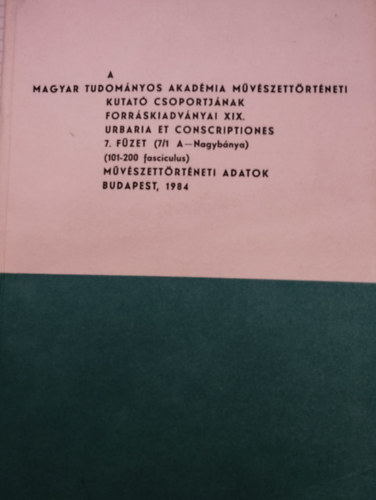 A
MAGYAR TUDOMÁNYOS AKADÉMIA MŰVÉSZETTÖRTÉNETI
KUTATÓ CSOPORTJÁNAK
FORRÁSKIADVÁNYAI XIX.
URBARIA ET CONSCRIPTIONES
7. FÜZET (7/1 A—Nagybánya)
(101-200 fasciculus)
MŰVÉSZETTÖRTÉNETI ADATOK
BUDAPEST, 1984